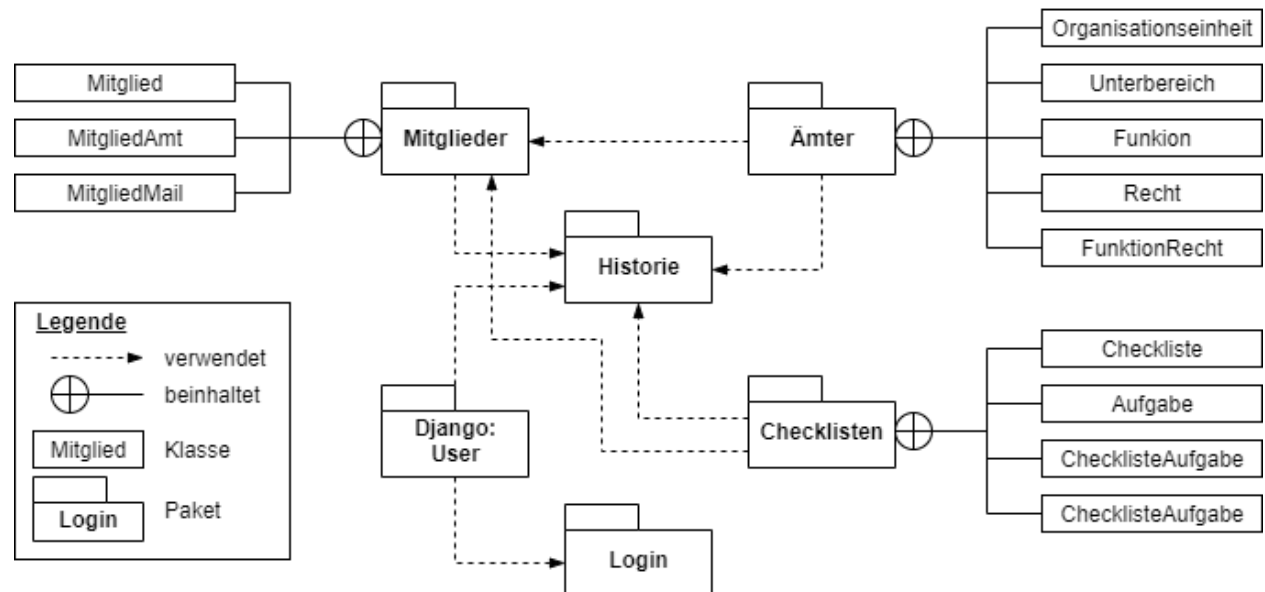 Mitglied
MitgliedAmt
MitgliedMail
Mitglieder
Ämter
Organisationseinheit
Unterbereich
Funkion
Recht
FunktionRecht
Historie
Legende
verwendet
beinhaltet
Mitglied
Klasse
Login
Paket
Django:
User
Checklisten
Checkliste
Aufgabe
ChecklisteAufgabe
ChecklisteAufgabe
Login